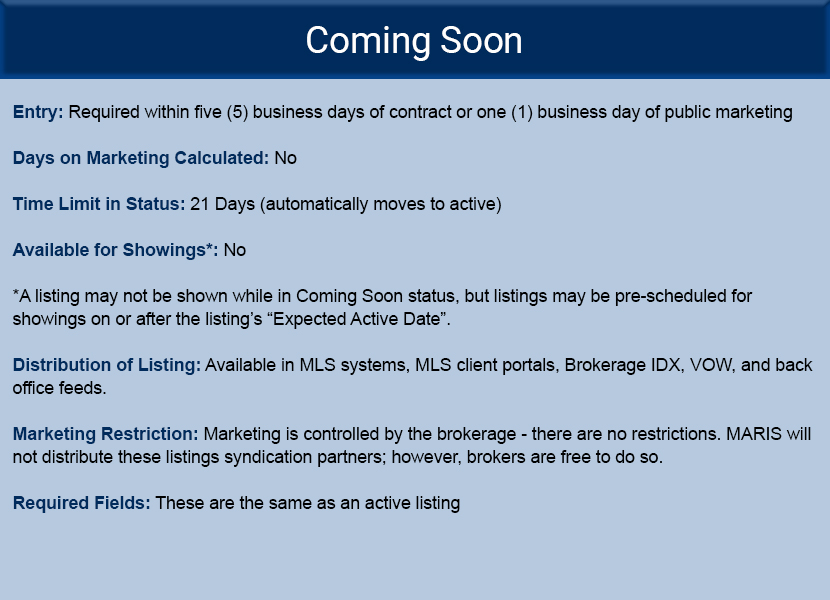 Coming Soon
Entry: Required within five (5) business days of contract or one (1) business day of public marketing
Days on Marketing Calculated: No
Time Limit in Status: 21 Days (automatically moves to active)
Available for Showings*: No
*A listing may not be shown while in Coming Soon status, but listings may be pre-scheduled for
showings on or after the listing’s “Expected Active Date”.
Distribution of Listing: Available in MLS systems, MLS client portals, Brokerage IDX, VOW, and back
office feeds.
Marketing Restriction: Marketing is controlled by the brokerage - there are no restrictions. MARIS will
not distribute these listings syndication partners; however, brokers are free to do so.
Required Fields: These are the same as an active listing